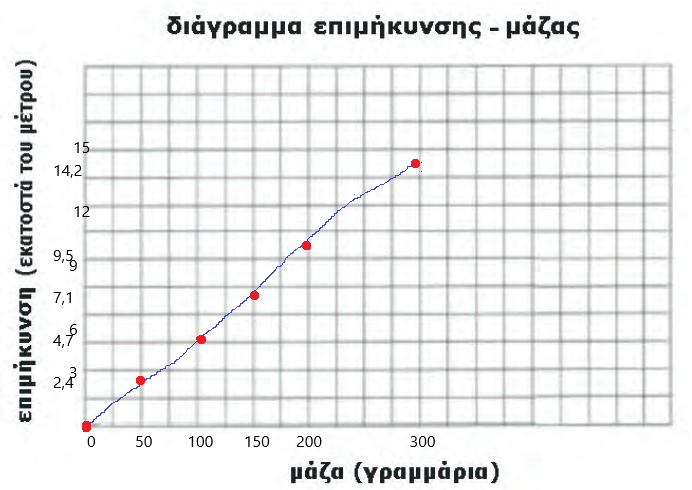 διάγραμμα επιμήκυνσης - μάζας
επιμήκυνση (εκατοστά του μέτρου)
15
14,2
12
9,5
9
7,1
6
4,7
3
2,4
0 50 100 150 200 300
μάζα (γραμμάρια)